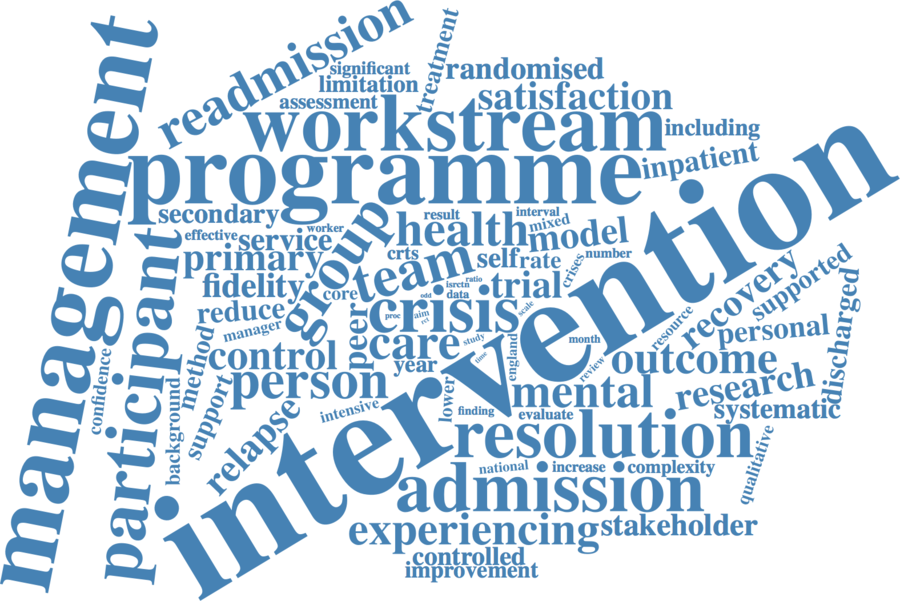 management
readmission
significant
limitation
assessment
treatment
randomised
satisfaction
workstream
including
programme
inpatient
intervention
participant
secondary
effective
worker
service
primary
group
health
result
interval
mixed
model
crts
team
self
rate
crises
number
fidelity
core
isrctn
ratio
data
trial
recovery
supported
discharged
reduce
manager
peer
crisis
odd
proc
aim
rct
scale
resource
personal
method
control
care
study
time
england
month
review
outcome
confidence
background
support
person
year
lower
mental
research
systematic
relapse
intensive
finding
evaluate
resolution
qualitative
national
increase
complexity
admission
experiencing
stakeholder
controlled
improvement